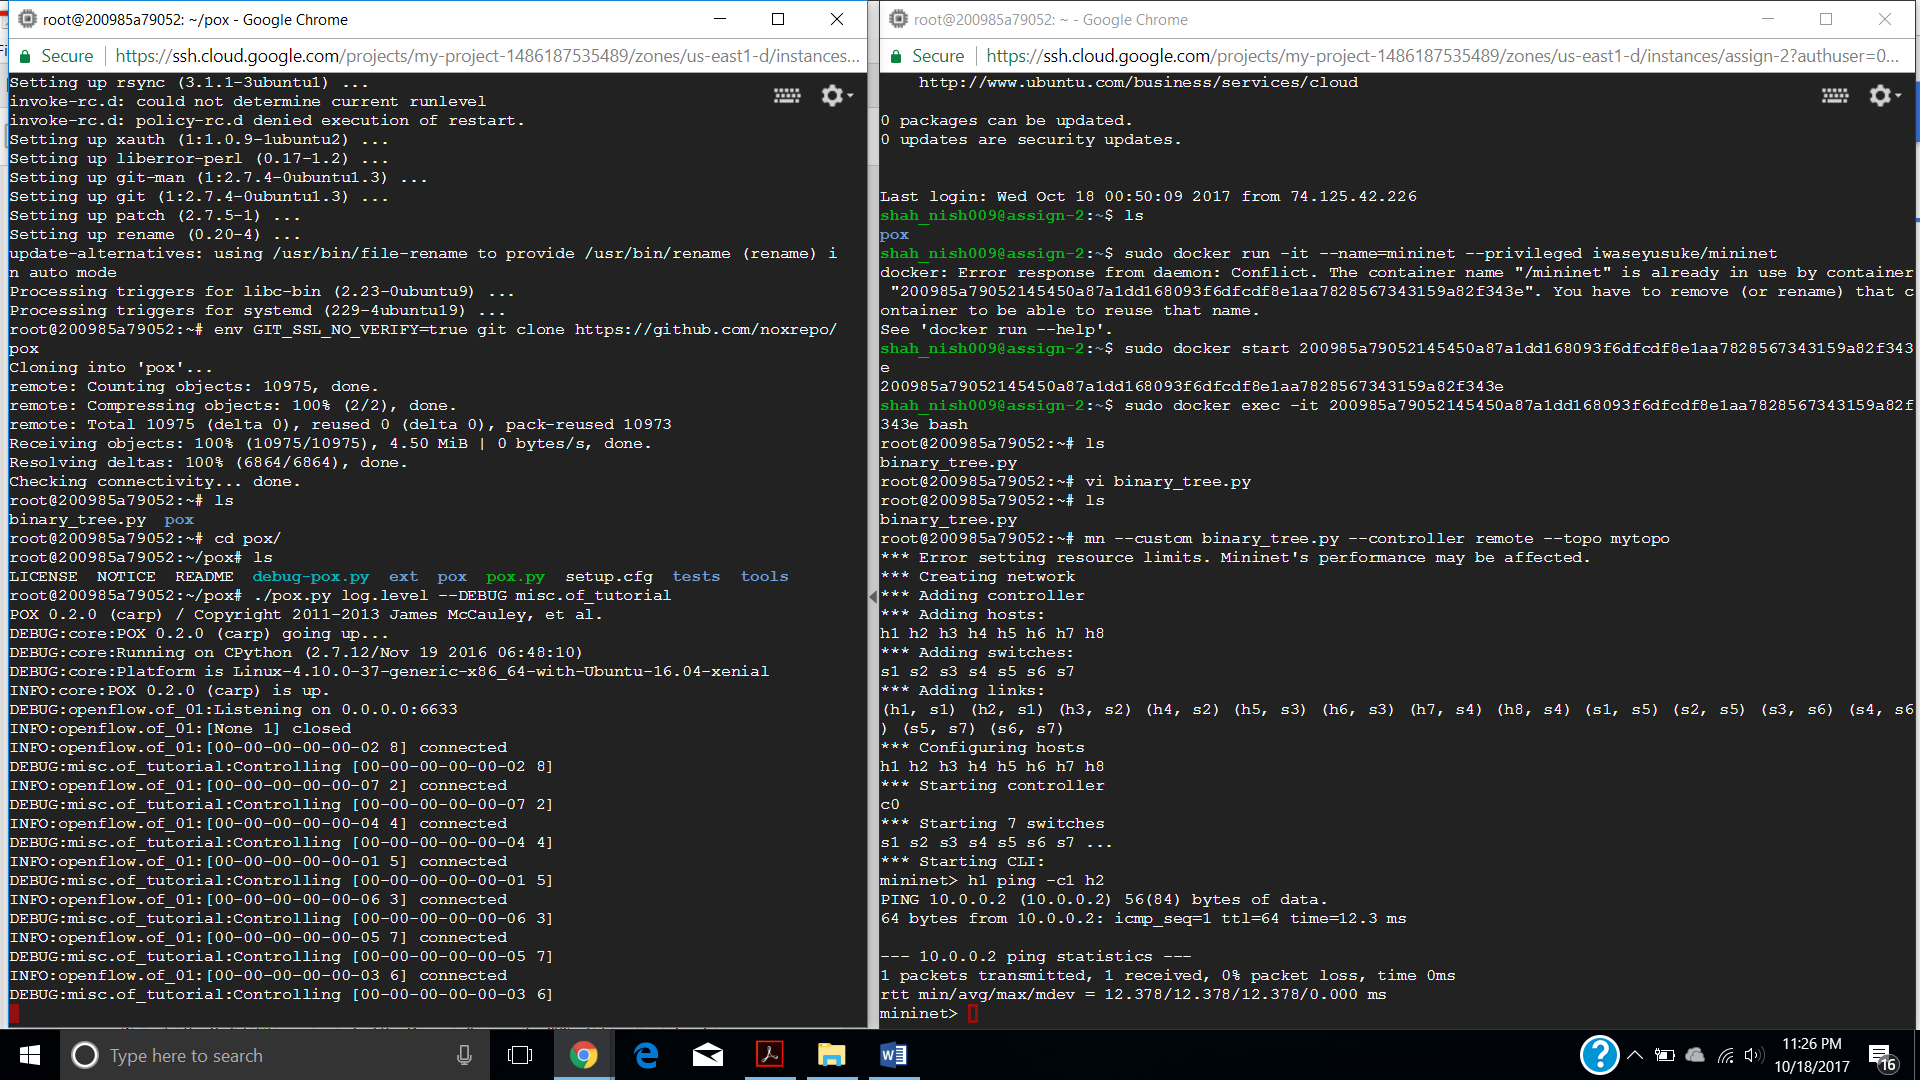 root@200985a79052: ~/pox - Google Chrome
Secure | https://ssh.cloud.google.com/projects/my-project-1486187535489/zones/us-east1-d/instances...
Setting up rsync (3.1.1-3ubuntu1) ...
invoke-rc.d: could not determine current runlevel
invoke-rc.d: policy-rc.d denied execution of restart.
Setting up xauth (1:1.0.9-1ubuntu2) ...
Setting up liberror-perl (0.17-1.2) ...
Setting up git-man (1:2.7.4-0ubuntu1.3) ...
Setting up git (1:2.7.4-0ubuntu1.3) ...
Setting up patch (2.7.5-1) ...
Setting up rename (0.20-4) ...
update-alternatives: using /usr/bin/file-rename to provide /usr/bin/rename (rename) i
n auto mode
Processing triggers for libc-bin (2.23-0ubuntu9) ...
Processing triggers for systemd (229-4ubuntu19) ...
root@200985a79052:~# env GIT_SSL_NO_VERIFY=true git clone https://github.com/noxrepo/
pox
Cloning into 'pox'...
remote: Counting objects: 10975, done.
remote: Compressing objects: 100% (2/2), done.
remote: Total 10975 (delta 0), reused 0 (delta 0), pack-reused 10973
Receiving objects: 100% (10975/10975), 4.50 MiB | 0 bytes/s, done.
Resolving deltas: 100% (6864/6864), done.
Checking connectivity... done.
root@200985a79052:~# ls
binary_tree.py  pox
root@200985a79052:~# cd pox/
root@200985a79052:~/pox# ls
LICENSE  NOTICE  README  debug-pox.py  ext  pox  pox.py  setup.cfg  tests  tools
root@200985a79052:~/pox# ./pox.py log.level --DEBUG misc.of_tutorial
POX 0.2.0 (carp) / Copyright 2011-2013 James McCauley, et al.
DEBUG:core:POX 0.2.0 (carp) going up...
DEBUG:core:Running on CPython (2.7.12/Nov 19 2016 06:48:10)
DEBUG:core:Platform is Linux-4.10.0-37-generic-x86_64-with-Ubuntu-16.04-xenial
INFO:core:POX 0.2.0 (carp) is up.
DEBUG:openflow.of_01:Listening on 0.0.0.0:6633
INFO:openflow.of_01:[None 1] closed
INFO:openflow.of_01:[00-00-00-00-00-02 8] connected
DEBUG:misc.of_tutorial:Controlling [00-00-00-00-00-02 8]
INFO:openflow.of_01:[00-00-00-00-00-07 2] connected
DEBUG:misc.of_tutorial:Controlling [00-00-00-00-00-07 2]
INFO:openflow.of_01:[00-00-00-00-00-04 4] connected
DEBUG:misc.of_tutorial:Controlling [00-00-00-00-00-04 4]
INFO:openflow.of_01:[00-00-00-00-00-01 5] connected
DEBUG:misc.of_tutorial:Controlling [00-00-00-00-00-01 5]
INFO:openflow.of_01:[00-00-00-00-00-06 3] connected
DEBUG:misc.of_tutorial:Controlling [00-00-00-00-00-06 3]
INFO:openflow.of_01:[00-00-00-00-00-05 7] connected
DEBUG:misc.of_tutorial:Controlling [00-00-00-00-00-05 7]
INFO:openflow.of_01:[00-00-00-00-00-03 6] connected
DEBUG:misc.of_tutorial:Controlling [00-00-00-00-00-03 6]
root@200985a79052: ~ - Google Chrome
Secure | https://ssh.cloud.google.com/projects/my-project-1486187535489/zones/us-east1-d/instances/assign-2?authuser=0...
http://www.ubuntu.com/business/services/cloud
0 packages can be updated.
0 updates are security updates.
Last login: Wed Oct 18 00:50:09 2017 from 74.125.42.226
shah_nish009@assign-2:~$ ls
pox
shah_nish009@assign-2:~$ sudo docker run -it --name=mininet --privileged iwaseyusuke/mininet
docker: Error response from daemon: Conflict. The container name "/mininet" is already in use by container
"200985a79052145450a87a1dd168093f6dfcdf8e1aa7828567343159a82f343e". You have to remove (or rename) that c
ontainer to be able to reuse that name.
See 'docker run --help'.
shah_nish009@assign-2:~$ sudo docker start 200985a79052145450a87a1dd168093f6dfcdf8e1aa7828567343159a82f343
e
200985a79052145450a87a1dd168093f6dfcdf8e1aa7828567343159a82f343e
shah_nish009@assign-2:~$ sudo docker exec -it 200985a79052145450a87a1dd168093f6dfcdf8e1aa7828567343159a82f
343e bash
root@200985a79052:~# ls
binary_tree.py
root@200985a79052:~# vi binary_tree.py
root@200985a79052:~# ls
binary_tree.py
root@200985a79052:~# mn --custom binary_tree.py --controller remote --topo mytopo
*** Error setting resource limits. Mininet's performance may be affected.
*** Creating network
*** Adding controller
*** Adding hosts:
h1 h2 h3 h4 h5 h6 h7 h8
*** Adding switches:
s1 s2 s3 s4 s5 s6 s7
*** Adding links:
(h1, s1) (h2, s1) (h3, s2) (h4, s2) (h5, s3) (h6, s3) (h7, s4) (h8, s4) (s1, s5) (s2, s5) (s3, s6) (s4, s6
) (s5, s7) (s6, s7)
*** Configuring hosts
h1 h2 h3 h4 h5 h6 h7 h8
*** Starting controller
c0
*** Starting 7 switches
s1 s2 s3 s4 s5 s6 s7 ...
*** Starting CLI:
mininet> h1 ping -c1 h2
PING 10.0.0.2 (10.0.0.2) 56(84) bytes of data.
64 bytes from 10.0.0.2: icmp_seq=1 ttl=64 time=12.3 ms
--- 10.0.0.2 ping statistics ---
1 packets transmitted, 1 received, 0% packet loss, time 0ms
rtt min/avg/max/mdev = 12.378/12.378/12.378/0.000 ms
mininet>
Type here to search
11:26 PM
10/18/2017
16